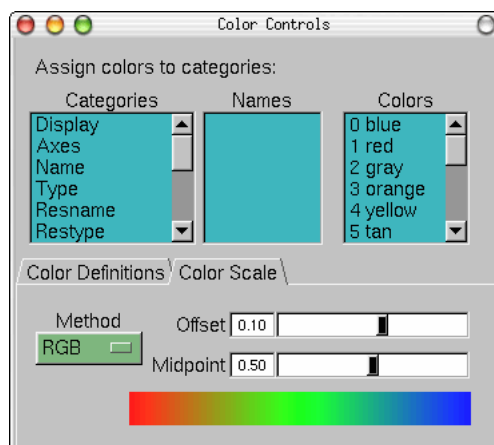 Color Controls
Assign colors to categories:
Categories Names Colors
Display 0 blue
Axes 1 red
Name 2 gray
Type 3 orange
Resname 4 yellow
Restype 5 tan
Color Definitions Color Scale
Method Offset 0.10
RGB
Midpoint 0.50